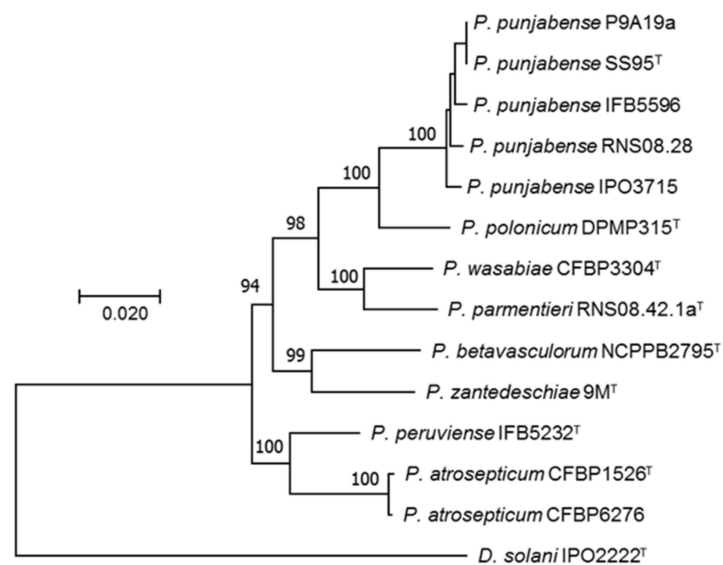 P. punjabense P9A19a
P. punjabense SS95ᵀ
P. punjabense IFB5596
100
P. punjabense RNS08.28
100
P. punjabense IPO3715
98
P. polonicum DPMP315ᵀ
100
P. wasabiae CFBP3304ᵀ
94
P. parmentieri RNS08.42.1aᵀ
0.020
99
P. betavasculorum NCPPB2795ᵀ
P. zantedeschiae 9Mᵀ
100
P. peruviense IFB5232ᵀ
100
P. atrosepticum CFBP1526ᵀ
P. atrosepticum CFBP6276
D. solani IPO2222ᵀ